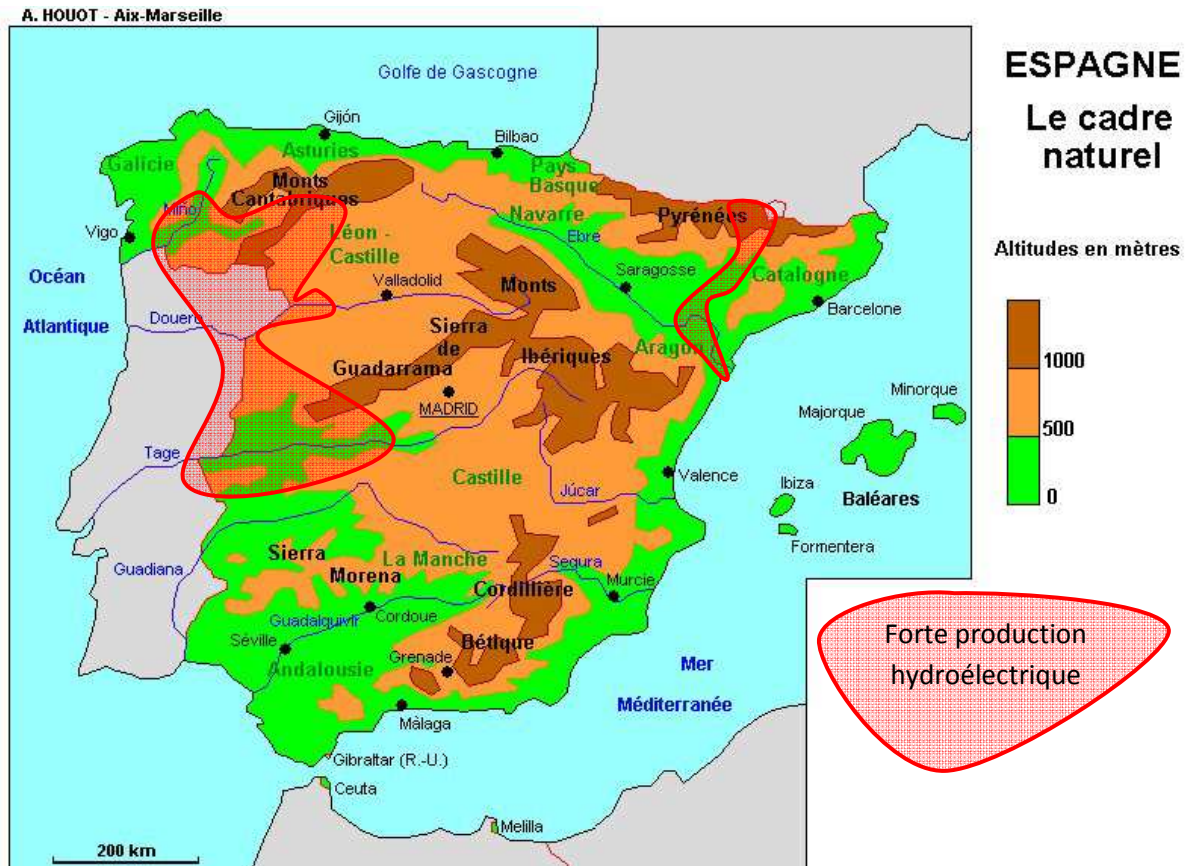 A. HOUOT - Aix-Marseille
ESPAGNE
Le cadre
naturel
Altitudes en mètres
1000
500
0
Golfe de Gascogne
Gijón
Bilbao
Galicie
Asturies
Pays
Basque
Monts
Cantabriques
Miño
Navarre
Pyrénées
Vigo
Léon -
Castille
Ebre
Océan
Atlantique
Saragosse
Catalogne
Valladolid
Monts
Barcelone
Douero
Sierra
de
Guadarrama
Ibériques
Aragon
MADRID
Minorque
Majorque
Tage
Castille
Valence
Júcar
Ibiza
Baléares
Formentera
Guadiana
Sierra
Morena
La Manche
Segura
Murcie
Cordillière
Guadalquivir
Cordoue
Séville
Bétique
Grenade
Andalousie
Mer
Méditerranée
Màlaga
Gibraltar (R.-U.)
Ceuta
Melilla
200 km
Forte production
hydroélectrique